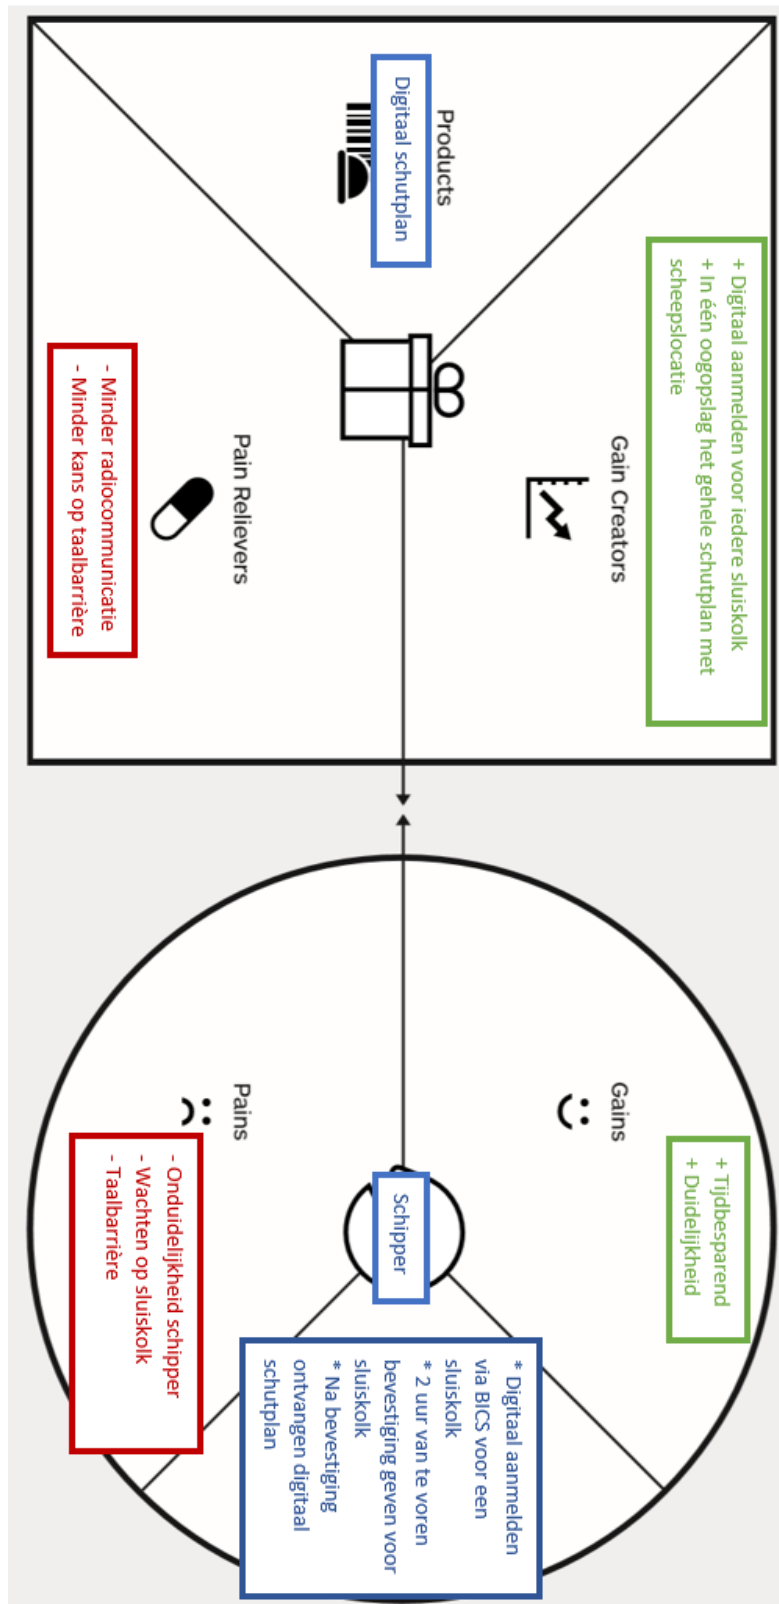 Products
Digitaal schutplan
+ Digitaal aanmelden voor iedere sluiskolk
+ In één oogopslag het gehele schutplan met
scheepslocatie
Gain Creators
Pain Relievers
- Minder radiocommunicatie
- Minder kans op taalbarrière
Gains
+ Tijdbesparend
+ Duidelijkheid
Schipper
Pains
- Onduidelijkheid schipper
- Wachten op sluiskolk
- Taalbarrière
* Digitaal aanmelden
via BICS voor een
sluiskolk
* 2 uur van te voren
bevestiging geven voor
sluiskolk
* Na bevestiging
ontvangen digitaal
schutplan